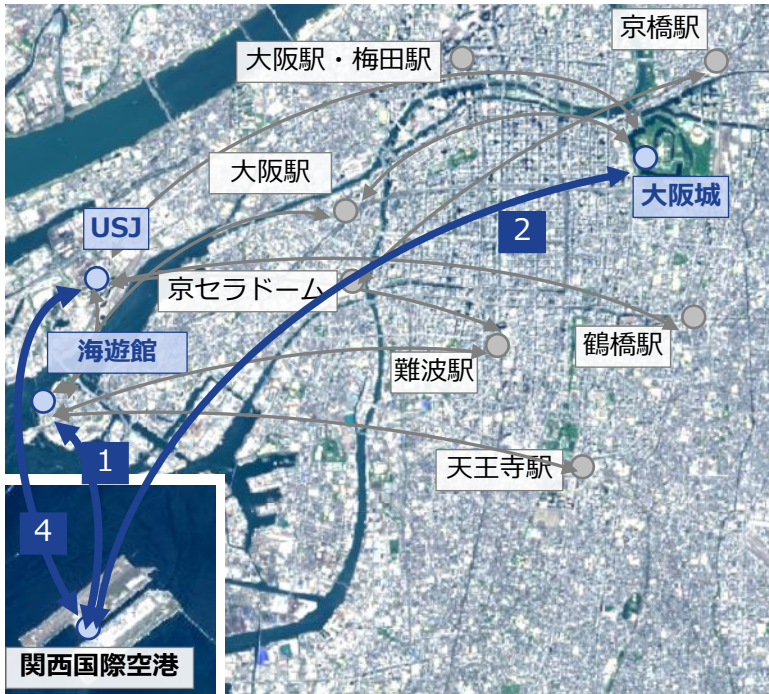 京橋駅
大阪駅・梅田駅
大阪駅
大阪城
USJ
2
京セラドーム
海遊館
難波駅
鶴橋駅
1
天王寺駅
4
関西国際空港